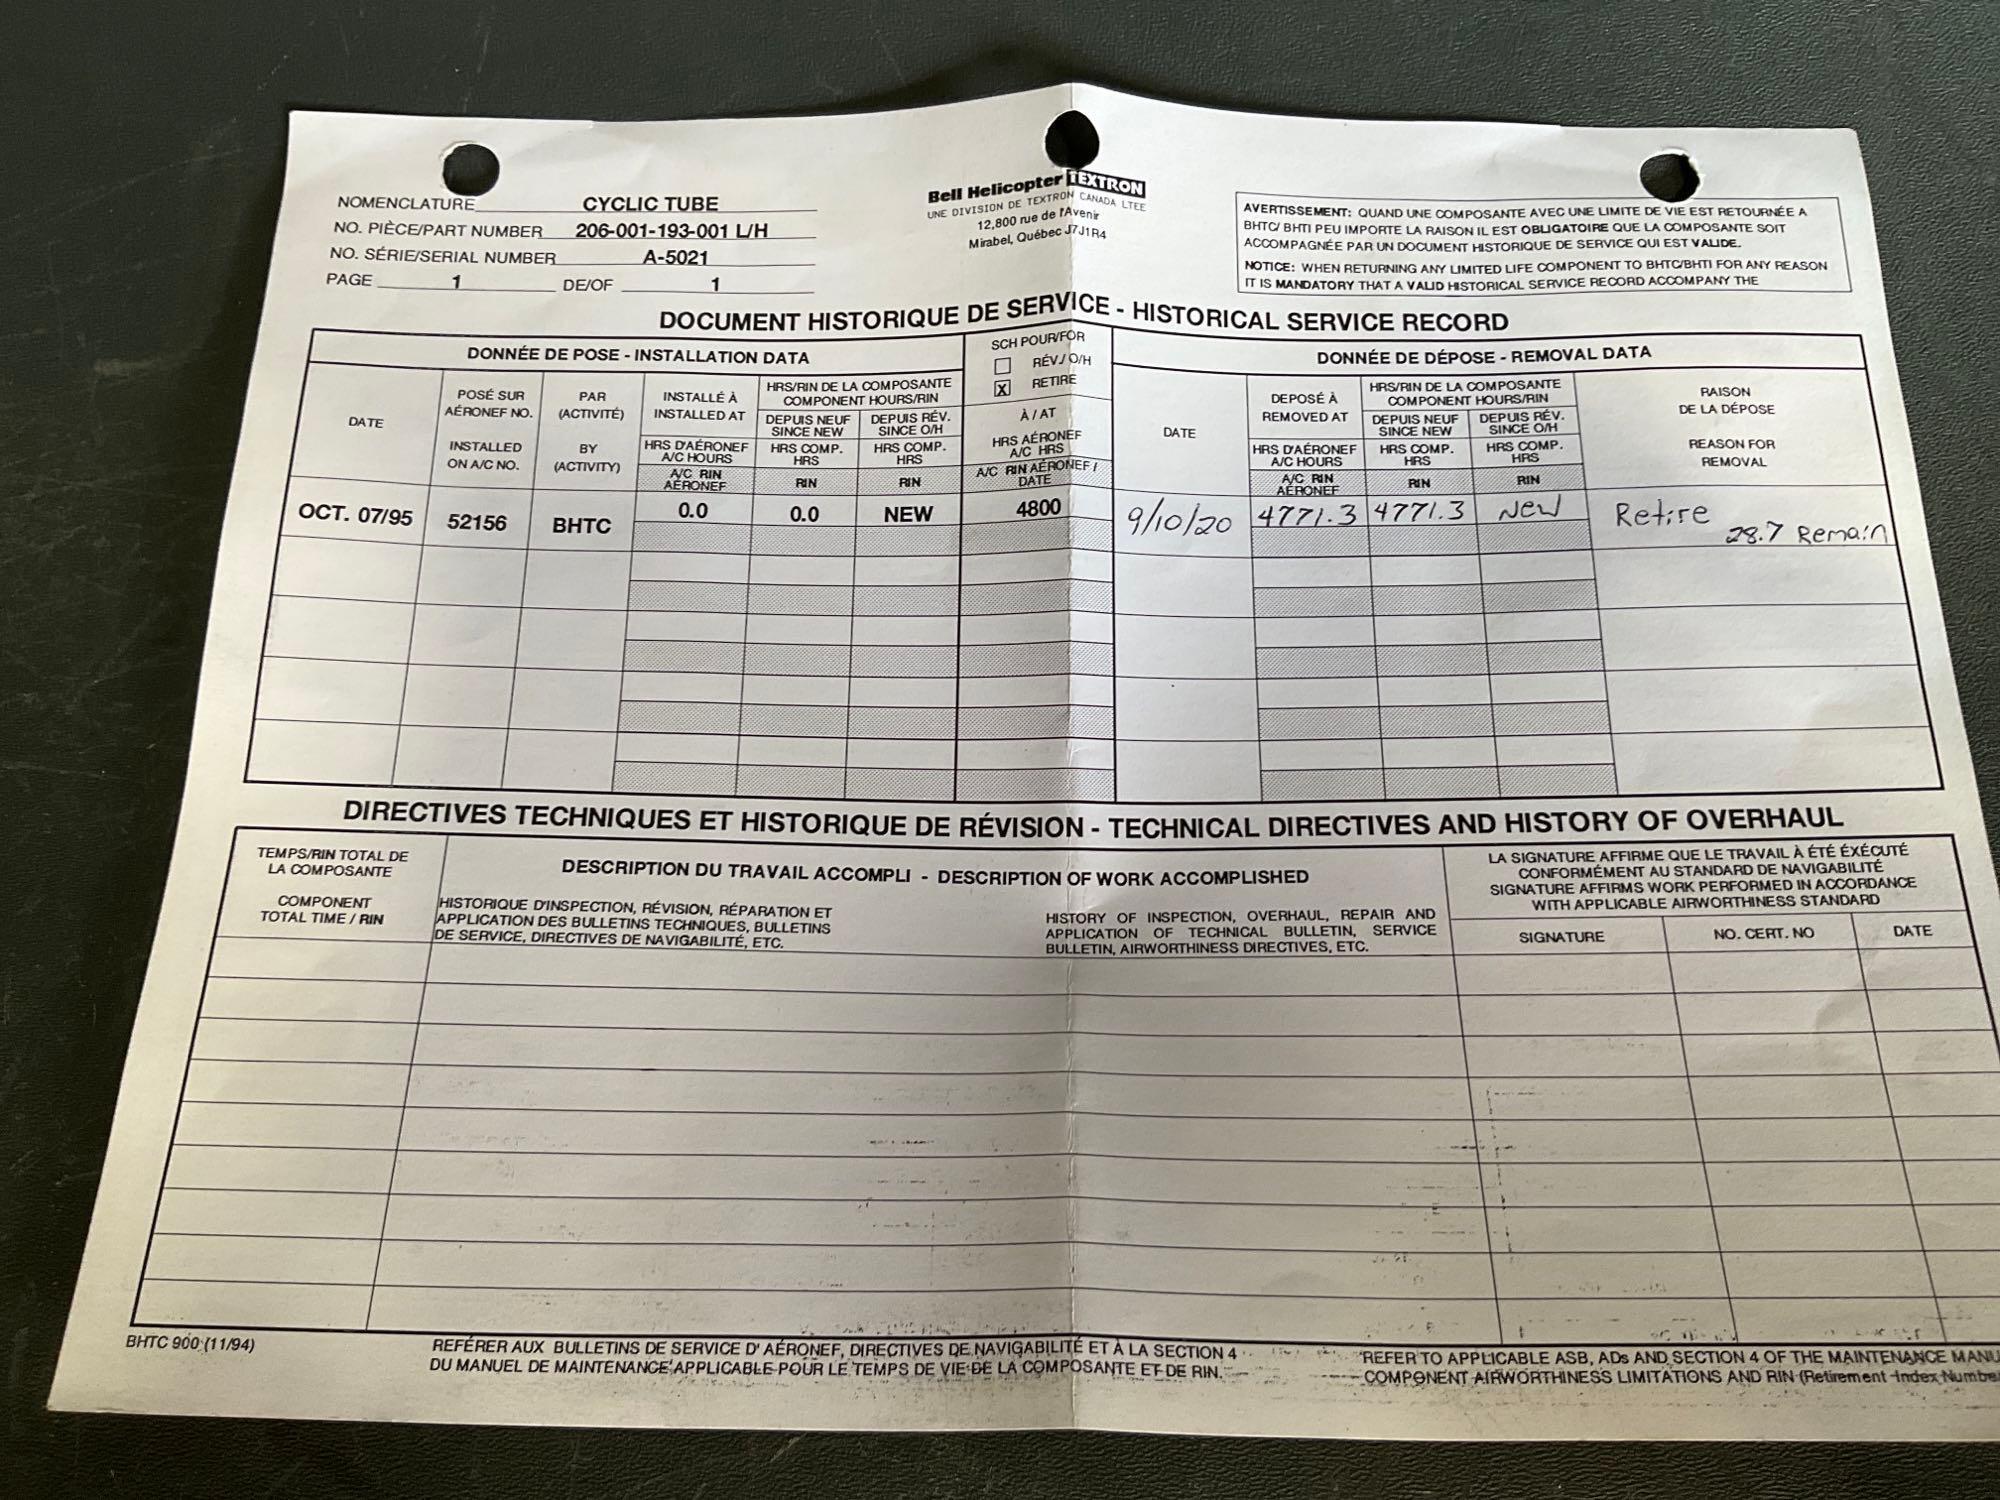 NOMENCLATURE CYCLIC TUBE
NO. PIÈCE/PART NUMBER 206-001-193-001 L/H
NO. SÉRIE/SERIAL NUMBER A-5021
PAGE 1 DE/OF 1
Bell Helicopter TEXTRON
UNE DIVISION DE TEXTRON CANADA LTEE
12,800 rue de l'Avenir
Mirabel, Québec J7J1R4
AVERTISSEMENT: QUAND UNE COMPOSANTE AVEC UNE LIMITE DE VIE EST RETOURNÉE A
BHTC/ BHTI PEU IMPORTE LA RAISON IL EST OBLIGATOIRE QUE LA COMPOSANTE SOIT
ACCOMPAGNÉE PAR UN DOCUMENT HISTORIQUE DE SERVICE QUI EST VALIDE.
NOTICE: WHEN RETURNING ANY LIMITED LIFE COMPONENT TO BHTC/BHTI FOR ANY REASON
IT IS MANDATORY THAT A VALID HISTORICAL SERVICE RECORD ACCOMPANY THE
DOCUMENT HISTORIQUE DE SERVICE - HISTORICAL SERVICE RECORD
DONNÉE DE POSE - INSTALLATION DATA
SCH POUR/FOR
RÉV./O/H
X RETIRE
À / AT
HRS AÉRONEF
A/C HRS
A/C RIN AÉRONEF /
DATE
DONNÉE DE DÉPOSE - REMOVAL DATA
DATE
POSÉ SUR
AÉRONEF NO.
INSTALLED
ON A/C NO.
PAR
(ACTIVITÉ)
BY
(ACTIVITY)
INSTALLÉ À
INSTALLED AT
HRS D'AÉRONEF
A/C HOURS
A/C RIN
AÉRONEF
HRS/RIN DE LA COMPOSANTE
COMPONENT HOURS/RIN
DEPUIS NEUF
SINCE NEW
HRS COMP.
HRS
RIN
DEPUIS RÉV.
SINCE O/H
HRS COMP.
HRS
RIN
DATE
DEPOSÉ À
REMOVED AT
HRS D'AÉRONEF
A/C HOURS
A/C RIN
AÉRONEF
HRS/RIN DE LA COMPOSANTE
COMPONENT HOURS/RIN
DEPUIS NEUF
SINCE NEW
HRS COMP.
HRS
RIN
DEPUIS RÉV.
SINCE O/H
HRS COMP.
HRS
RIN
RAISON
DE LA DÉPOSE
REASON FOR
REMOVAL
OCT. 07/95 52156 BHTC 0.0 0.0 NEW 4800 9/10/20 4771.3 4771.3 New Retire
28.7 Remain
DIRECTIVES TECHNIQUES ET HISTORIQUE DE RÉVISION - TECHNICAL DIRECTIVES AND HISTORY OF OVERHAUL
TEMPS/RIN TOTAL DE
LA COMPOSANTE
COMPONENT
TOTAL TIME / RIN
DESCRIPTION DU TRAVAIL ACCOMPLI - DESCRIPTION OF WORK ACCOMPLISHED
HISTORIQUE D'INSPECTION, RÉVISION, RÉPARATION ET
APPLICATION DES BULLETINS TECHNIQUES, BULLETINS
DE SERVICE, DIRECTIVES DE NAVIGABILITÉ, ETC.
HISTORY OF INSPECTION, OVERHAUL, REPAIR AND
APPLICATION OF TECHNICAL BULLETIN, SERVICE
BULLETIN, AIRWORTHINESS DIRECTIVES, ETC.
LA SIGNATURE AFFIRME QUE LE TRAVAIL À ÉTÉ ÉXÉCUTÉ
CONFORMÉMENT AU STANDARD DE NAVIGABILITÉ
SIGNATURE AFFIRMS WORK PERFORMED IN ACCORDANCE
WITH APPLICABLE AIRWORTHINESS STANDARD
SIGNATURE NO. CERT. NO DATE
BHTC 900 (11/94)
REFÉRER AUX BULLETINS DE SERVICE D' AÉRONEF, DIRECTIVES DE NAVIGABILITÉ ET À LA SECTION 4
DU MANUEL DE MAINTENANCE APPLICABLE POUR LE TEMPS DE VIE DE LA COMPOSANTE ET DE RIN.
REFER TO APPLICABLE ASB, ADs AND SECTION 4 OF THE MAINTENANCE MANU
COMPONENT AIRWORTHINESS LIMITATIONS AND RIN (Retirement Index Number